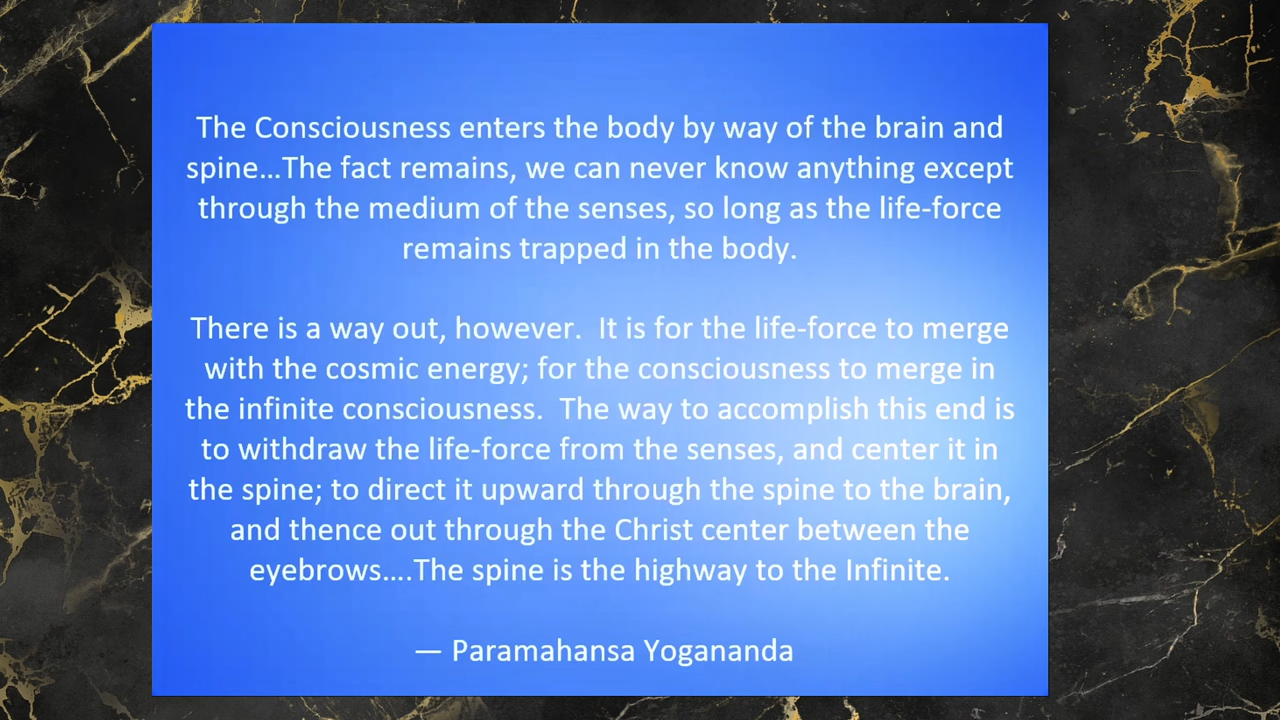 The Consciousness enters the body by way of the brain and
spine...The fact remains, we can never know anything except
through the medium of the senses, so long as the life-force
remains trapped in the body.
There is a way out, however.  It is for the life-force to merge
with the cosmic energy; for the consciousness to merge in
the infinite consciousness.  The way to accomplish this end is
to withdraw the life-force from the senses, and center it in
the spine; to direct it upward through the spine to the brain,
and thence out through the Christ center between the
eyebrows....The spine is the highway to the Infinite.
— Paramahansa Yogananda